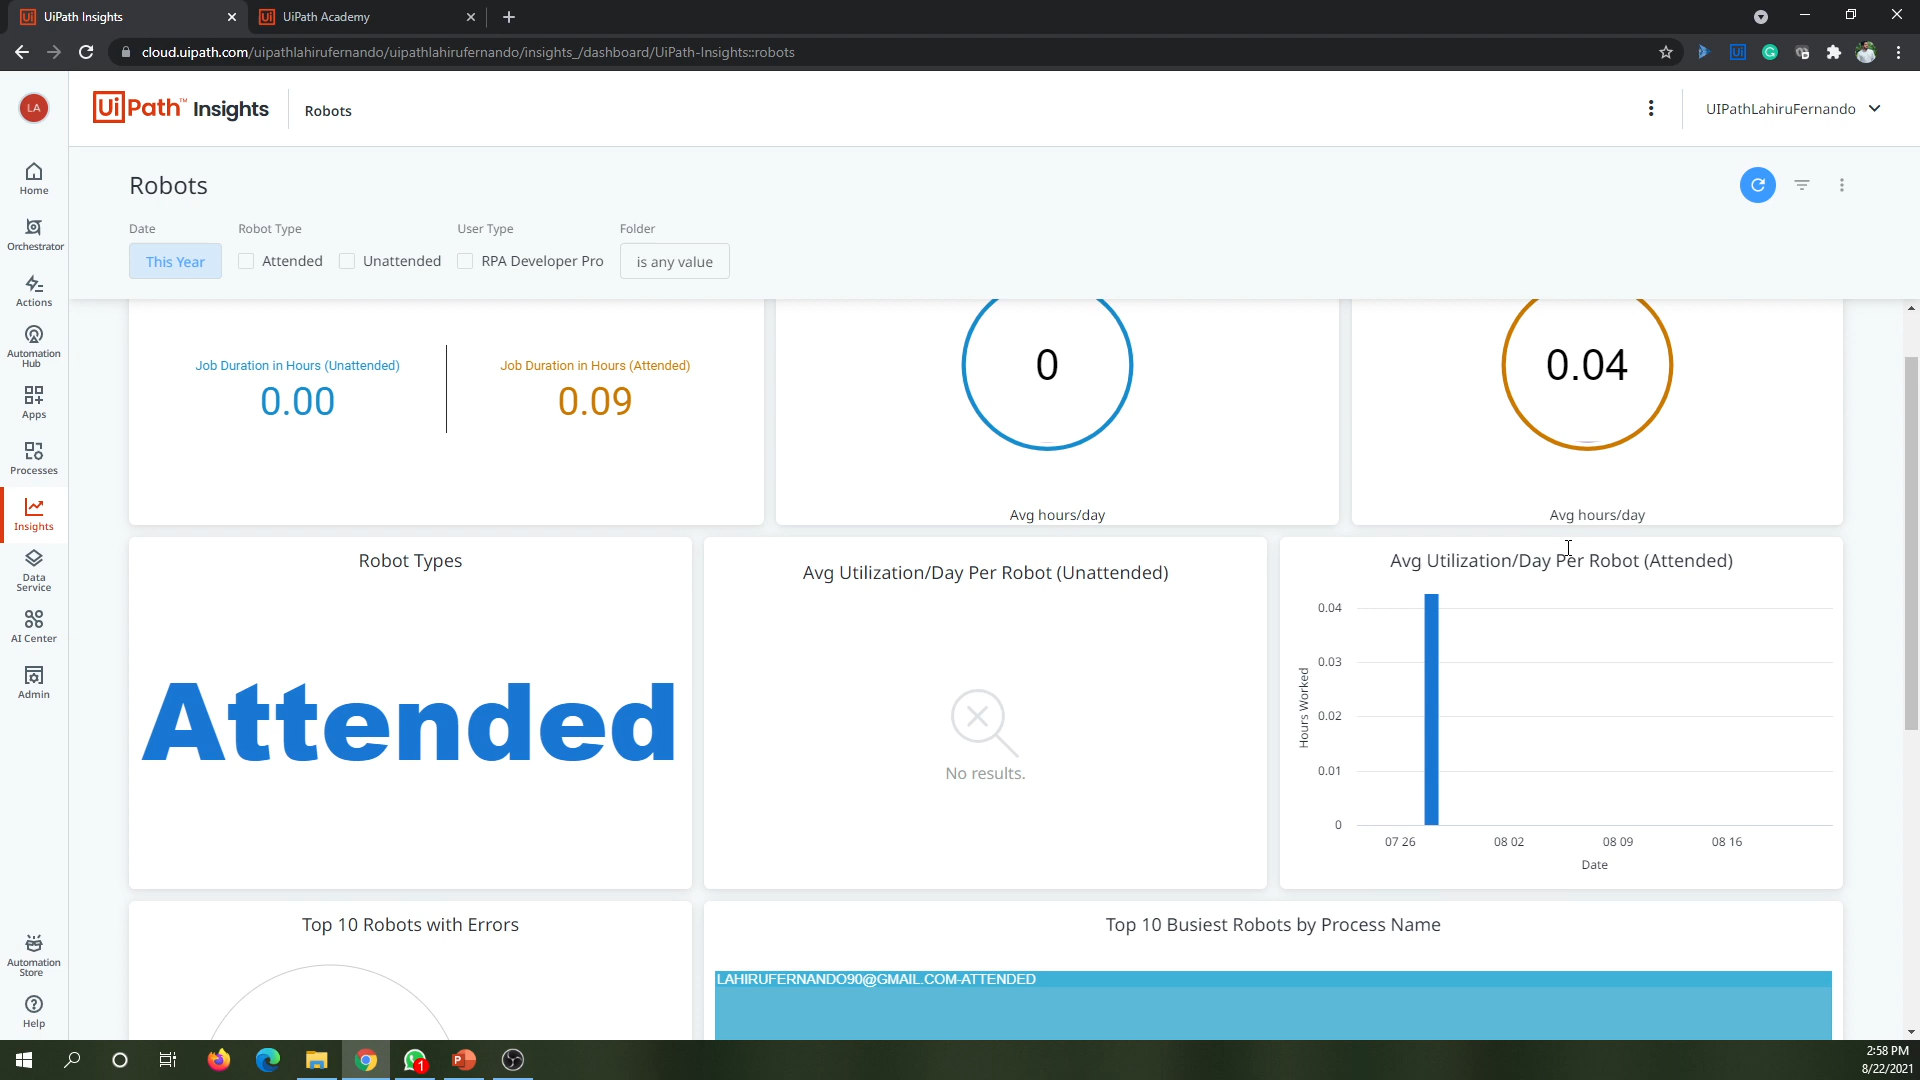 UiPath Insights
UiPath Academy
cloud.uipath.com/uipathlahirufernando/uipathlahirufernando/insights_/dashboard/UiPath-Insights::robots
LA
UiPath™ Insights
Robots
UIPathLahiruFernando
Home
Orchestrator
Actions
Automation
Hub
Apps
Processes
Insights
Data
Service
AI Center
Admin
Automation
Store
Help
Robots
Date
Robot Type
User Type
Folder
This Year
Attended
Unattended
RPA Developer Pro
is any value
Job Duration in Hours (Unattended)
0.00
Job Duration in Hours (Attended)
0.09
0
Avg hours/day
0.04
Avg hours/day
Robot Types
Attended
Avg Utilization/Day Per Robot (Unattended)
No results.
Avg Utilization/Day Per Robot (Attended)
Hours Worked
0.04
0.03
0.02
0.01
0
07 26
08 02
08 09
08 16
Date
Top 10 Robots with Errors
Top 10 Busiest Robots by Process Name
LAHIRUFERNANDO90@GMAIL.COM-ATTENDED
1
2:58 PM
8/22/2021